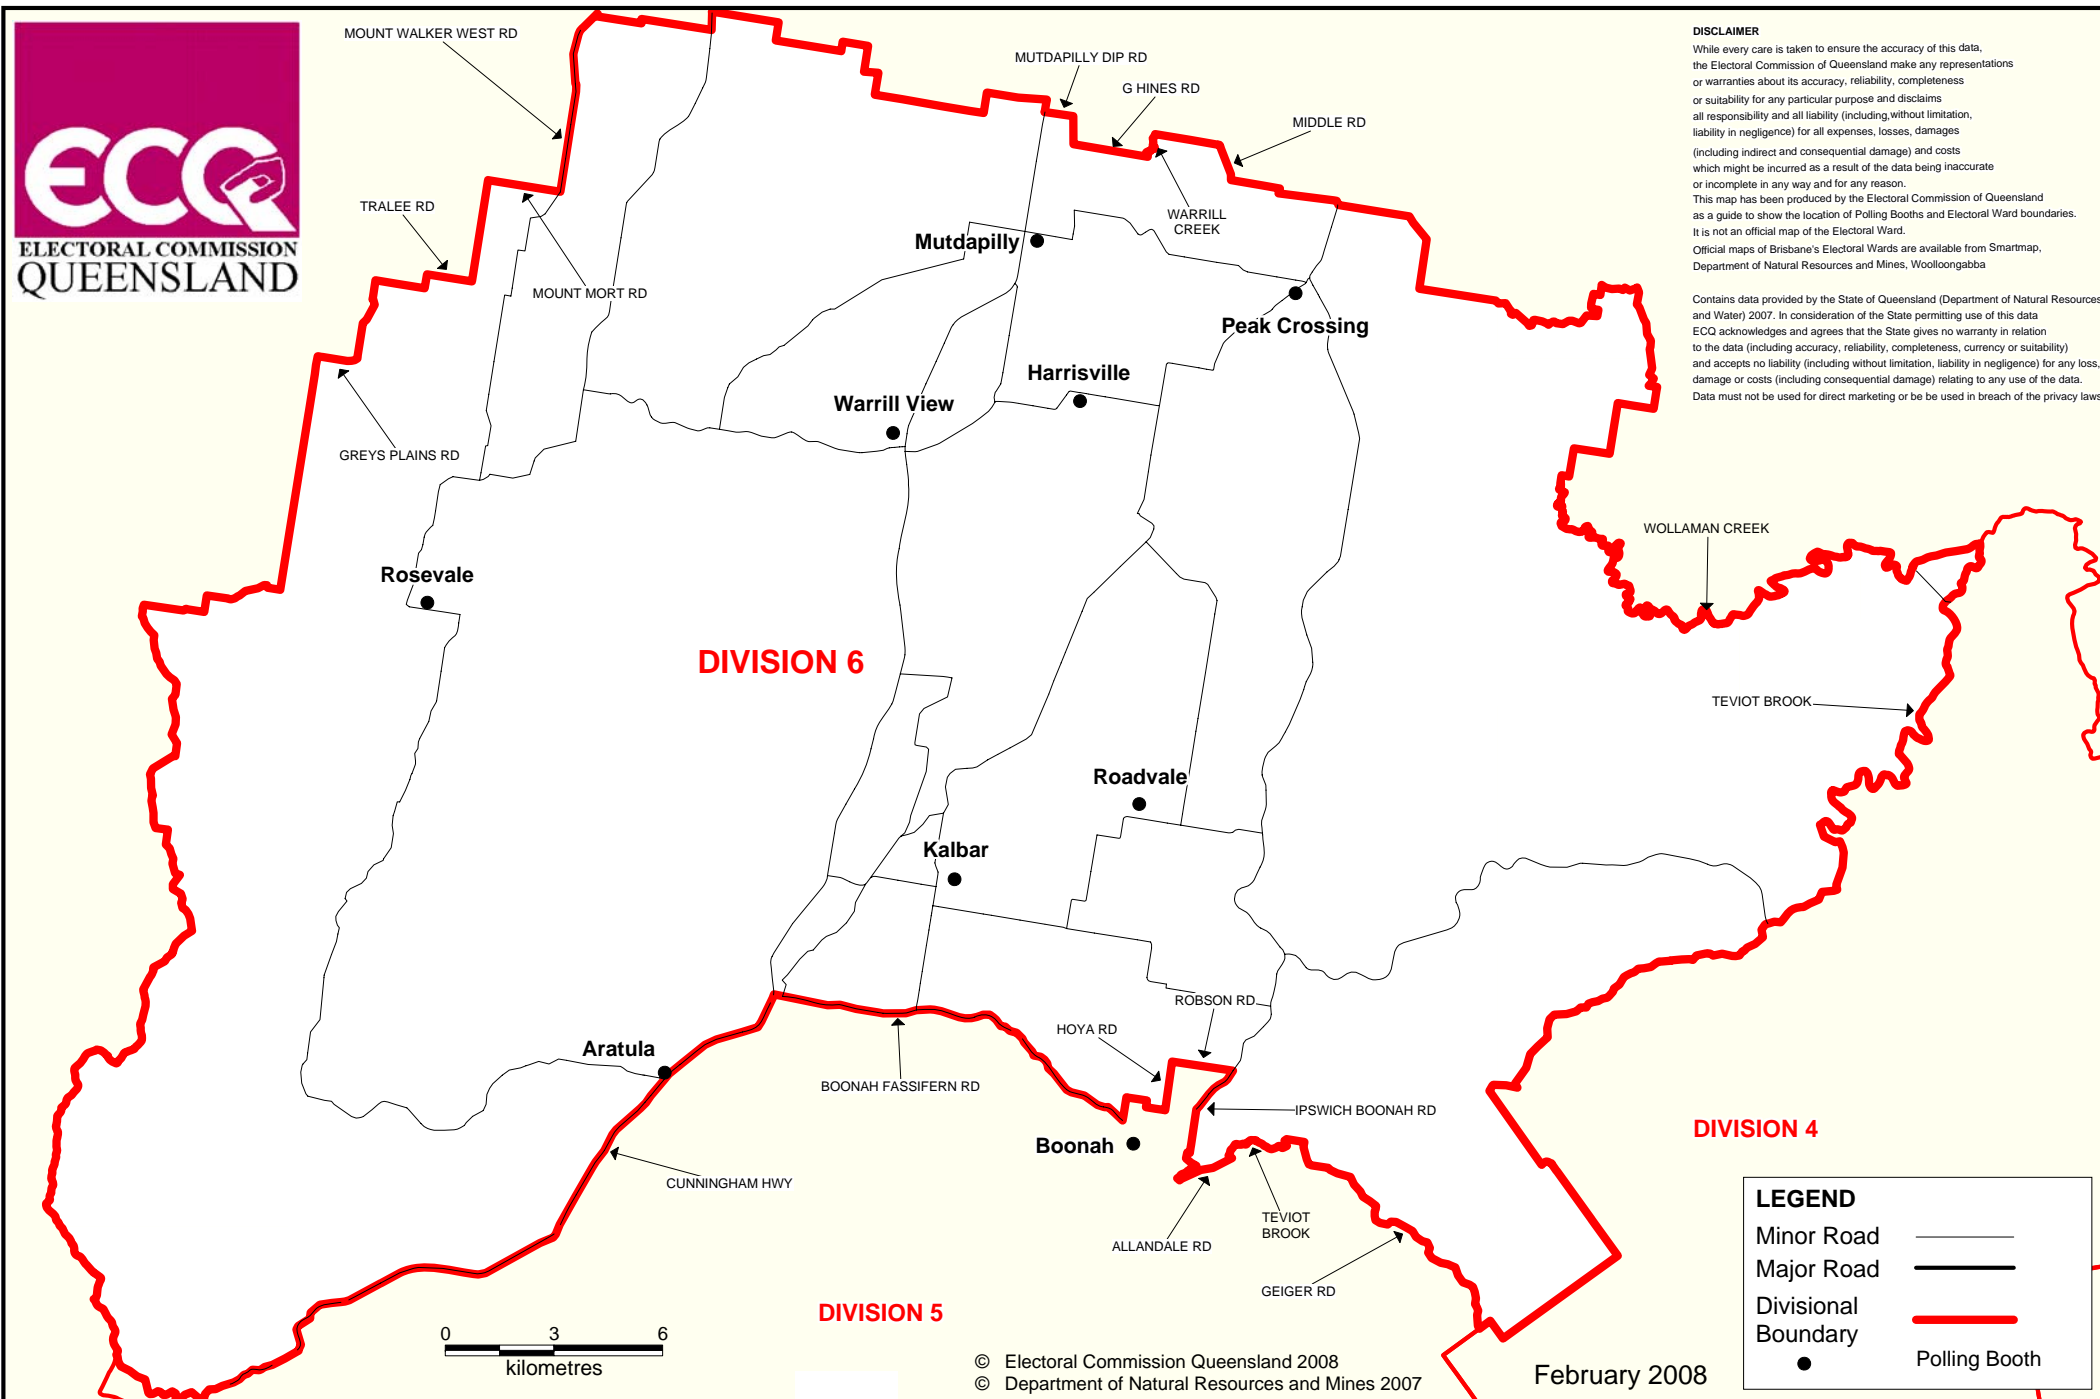 ECQ
ELECTORAL COMMISSION
QUEENSLAND
MOUNT WALKER WEST RD
MUTDAPILLY DIP RD
G HINES RD
MIDDLE RD
WARRILL
CREEK
TRALEE RD
MOUNT MORT RD
GREYS PLAINS RD
Mutdapilly
Peak Crossing
Harrisville
Warrill View
Rosevale
DIVISION 6
WOLLAMAN CREEK
TEVIOT BROOK
Roadvale
Kalbar
ROBSON RD
HOYA RD
Aratula
BOONAH FASSIFERN RD
IPSWICH BOONAH RD
Boonah
CUNNINGHAM HWY
ALLANDALE RD
TEVIOT
BROOK
GEIGER RD
DIVISION 4
DIVISION 5
DISCLAIMER
While every care is taken to ensure the accuracy of this data,
the Electoral Commission of Queensland make any representations
or warranties about its accuracy, reliability, completeness
or suitability for any particular purpose and disclaims
all responsibility and all liability (including,without limitation,
liability in negligence) for all expenses, losses, damages
(including indirect and consequential damage) and costs
which might be incurred as a result of the data being inaccurate
or incomplete in any way and for any reason.
This map has been produced by the Electoral Commission of Queensland
as a guide to show the location of Polling Booths and Electoral Ward boundaries.
It is not an official map of the Electoral Ward.
Official maps of Brisbane's Electoral Wards are available from Smartmap,
Department of Natural Resources and Mines, Woolloongabba
Contains data provided by the State of Queensland (Department of Natural Resources
and Water) 2007. In consideration of the State permitting use of this data
ECQ acknowledges and agrees that the State gives no warranty in relation
to the data (including accuracy, reliability, completeness, currency or suitability)
and accepts no liability (including without limitation, liability in negligence) for any loss,
damage or costs (including consequential damage) relating to any use of the data.
Data must not be used for direct marketing or be be used in breach of the privacy laws
LEGEND
Minor Road
Major Road
Divisional
Boundary
Polling Booth
0 3 6
kilometres
© Electoral Commission Queensland 2008
© Department of Natural Resources and Mines 2007
February 2008